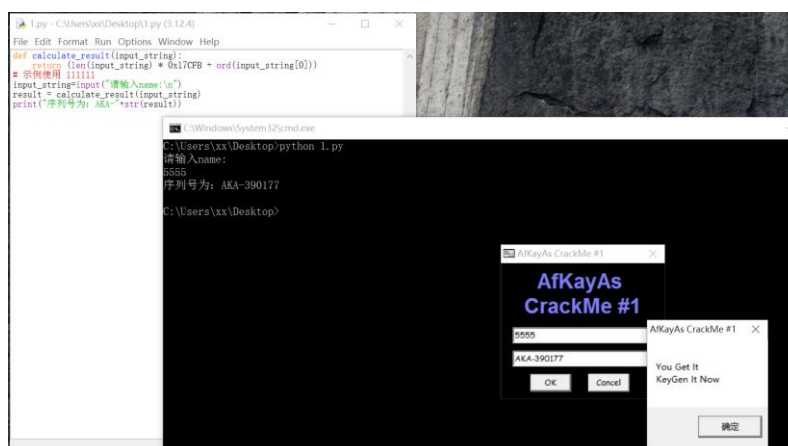 1.py - C:\Users\xx\Desktop\1.py (3.12.4)
File Edit Format Run Options Window Help
def calculate_result(input_string):
return (len(input_string) * 0x17CFB + ord(input_string[0]))
# 示例使用 111111
input_string=input("请输入name:\n")
result = calculate_result(input_string)
print("序列号为: AKA-"+str(result))
C:\Windows\System32\cmd.exe
C:\Users\xx\Desktop>python 1.py
请输入name:
5555
序列号为: AKA-390177
C:\Users\xx\Desktop>
AfKayAs CrackMe #1
AfKayAs
CrackMe #1
5555
AKA-390177
OK Cancel
AfKayAs CrackMe #1
You Get It
KeyGen It Now
确定